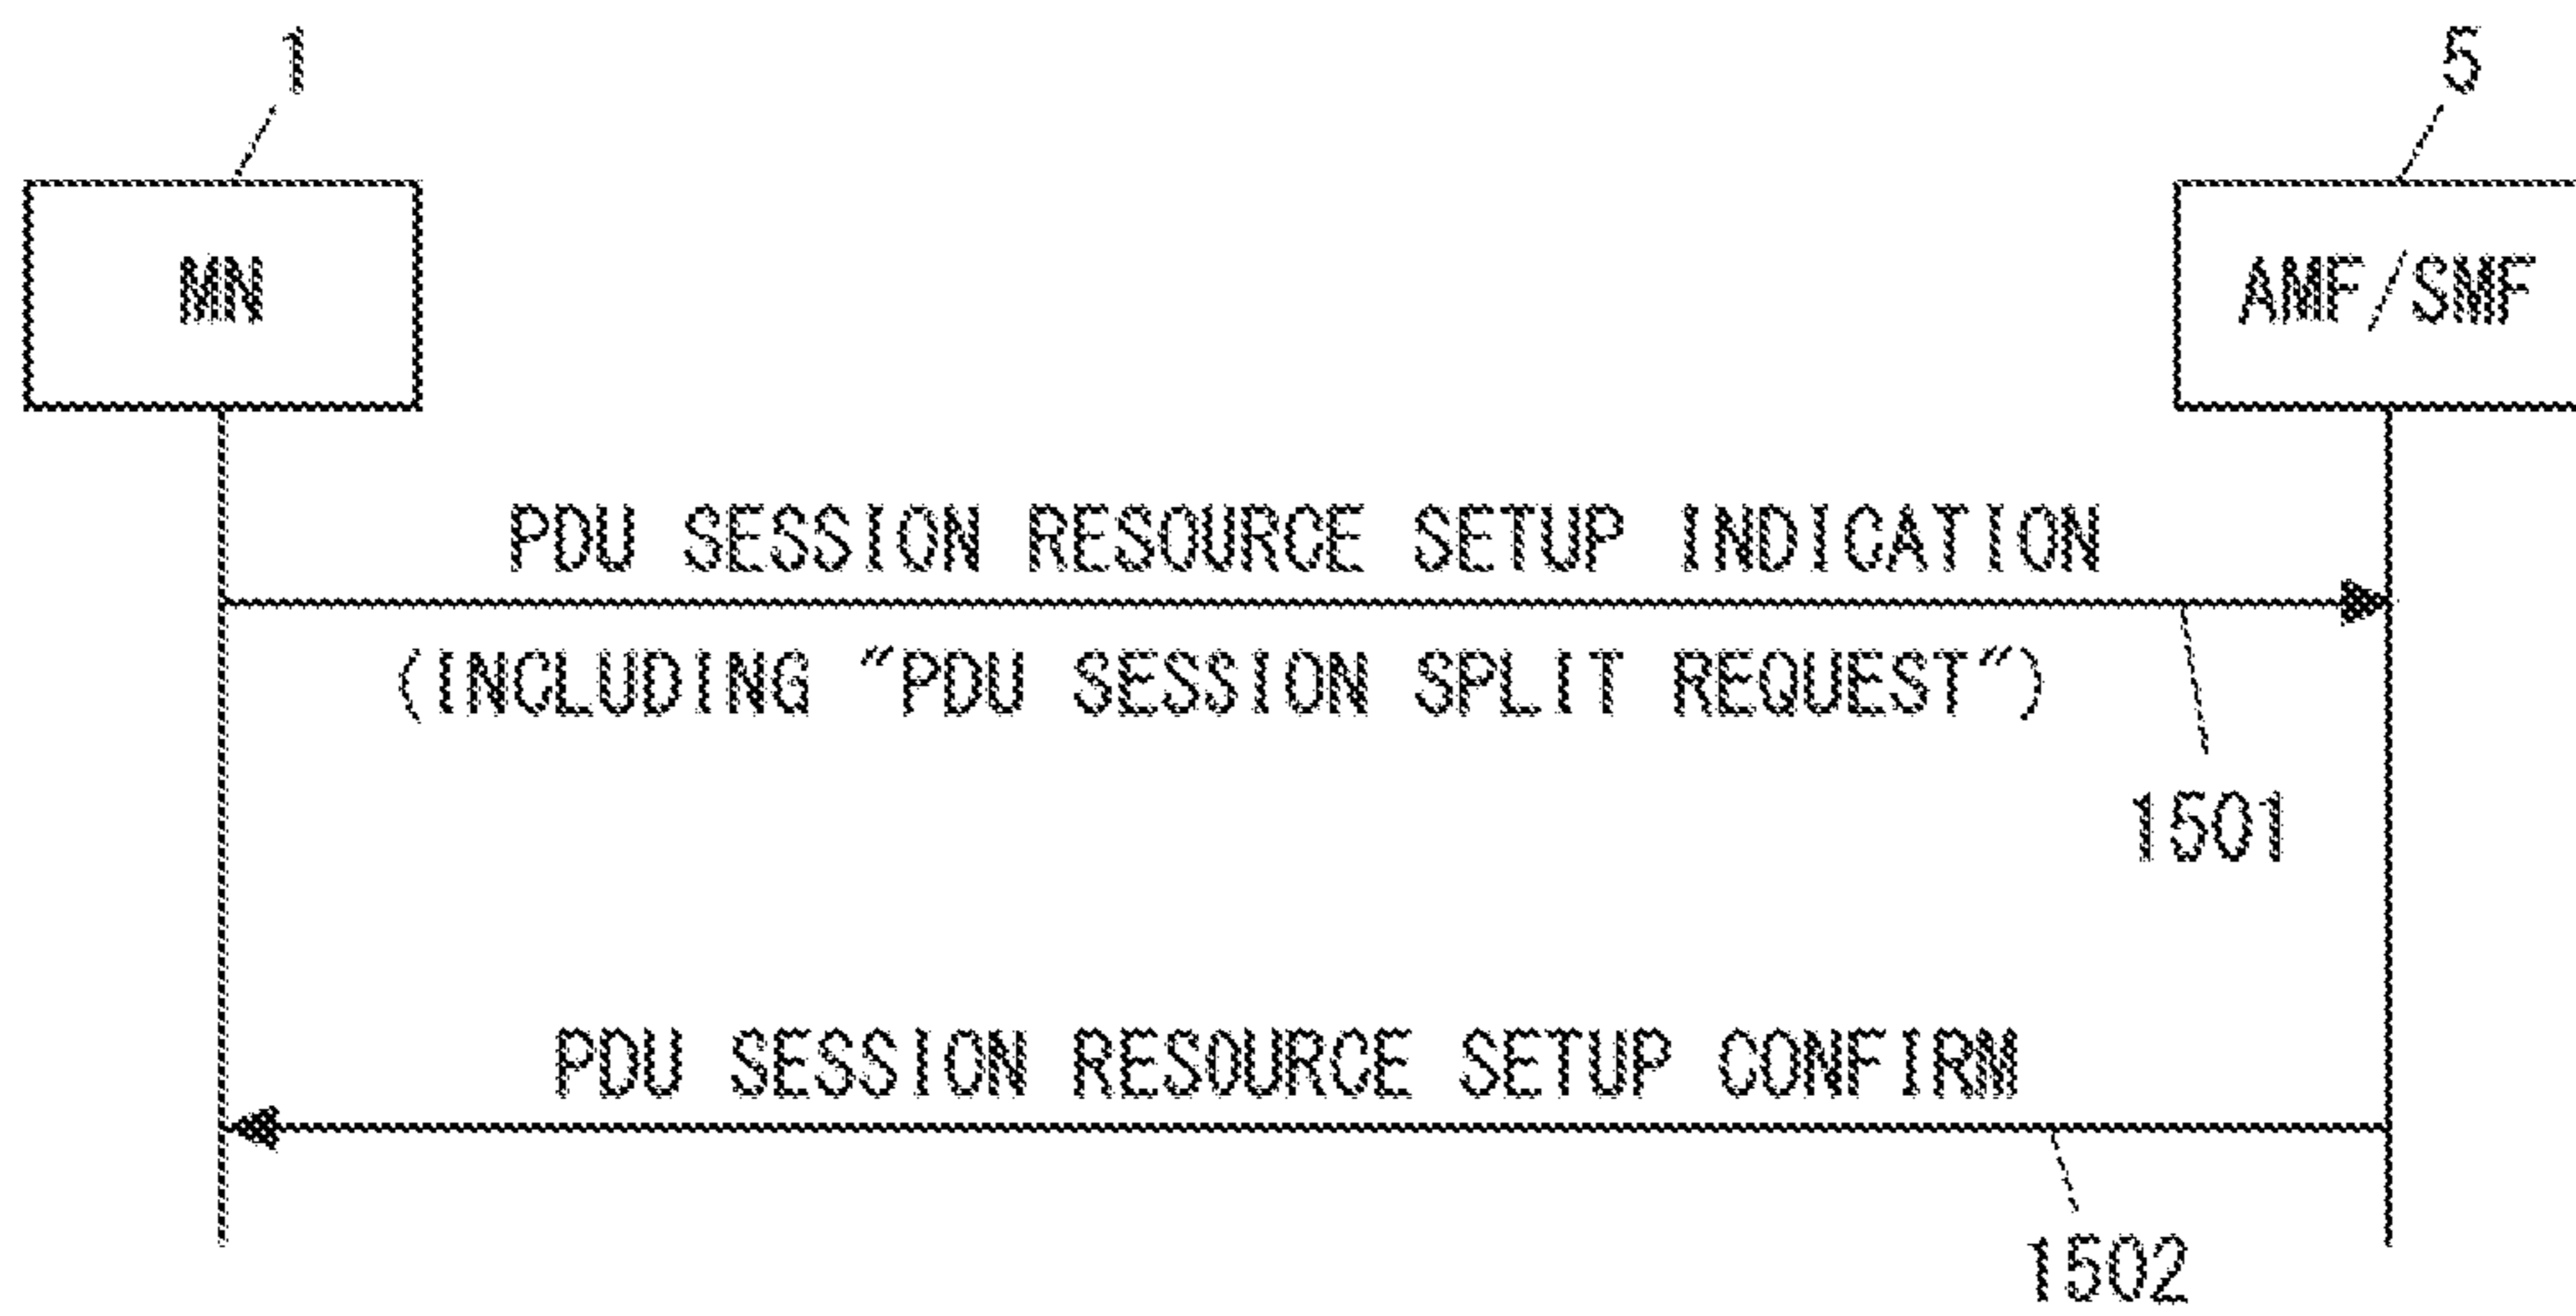 1
5
MN
AMF/SMF
PDU SESSION RESOURCE SETUP INDICATION
(INCLUDING "PDU SESSION SPLIT REQUEST")
1501
PDU SESSION RESOURCE SETUP CONFIRM
1502